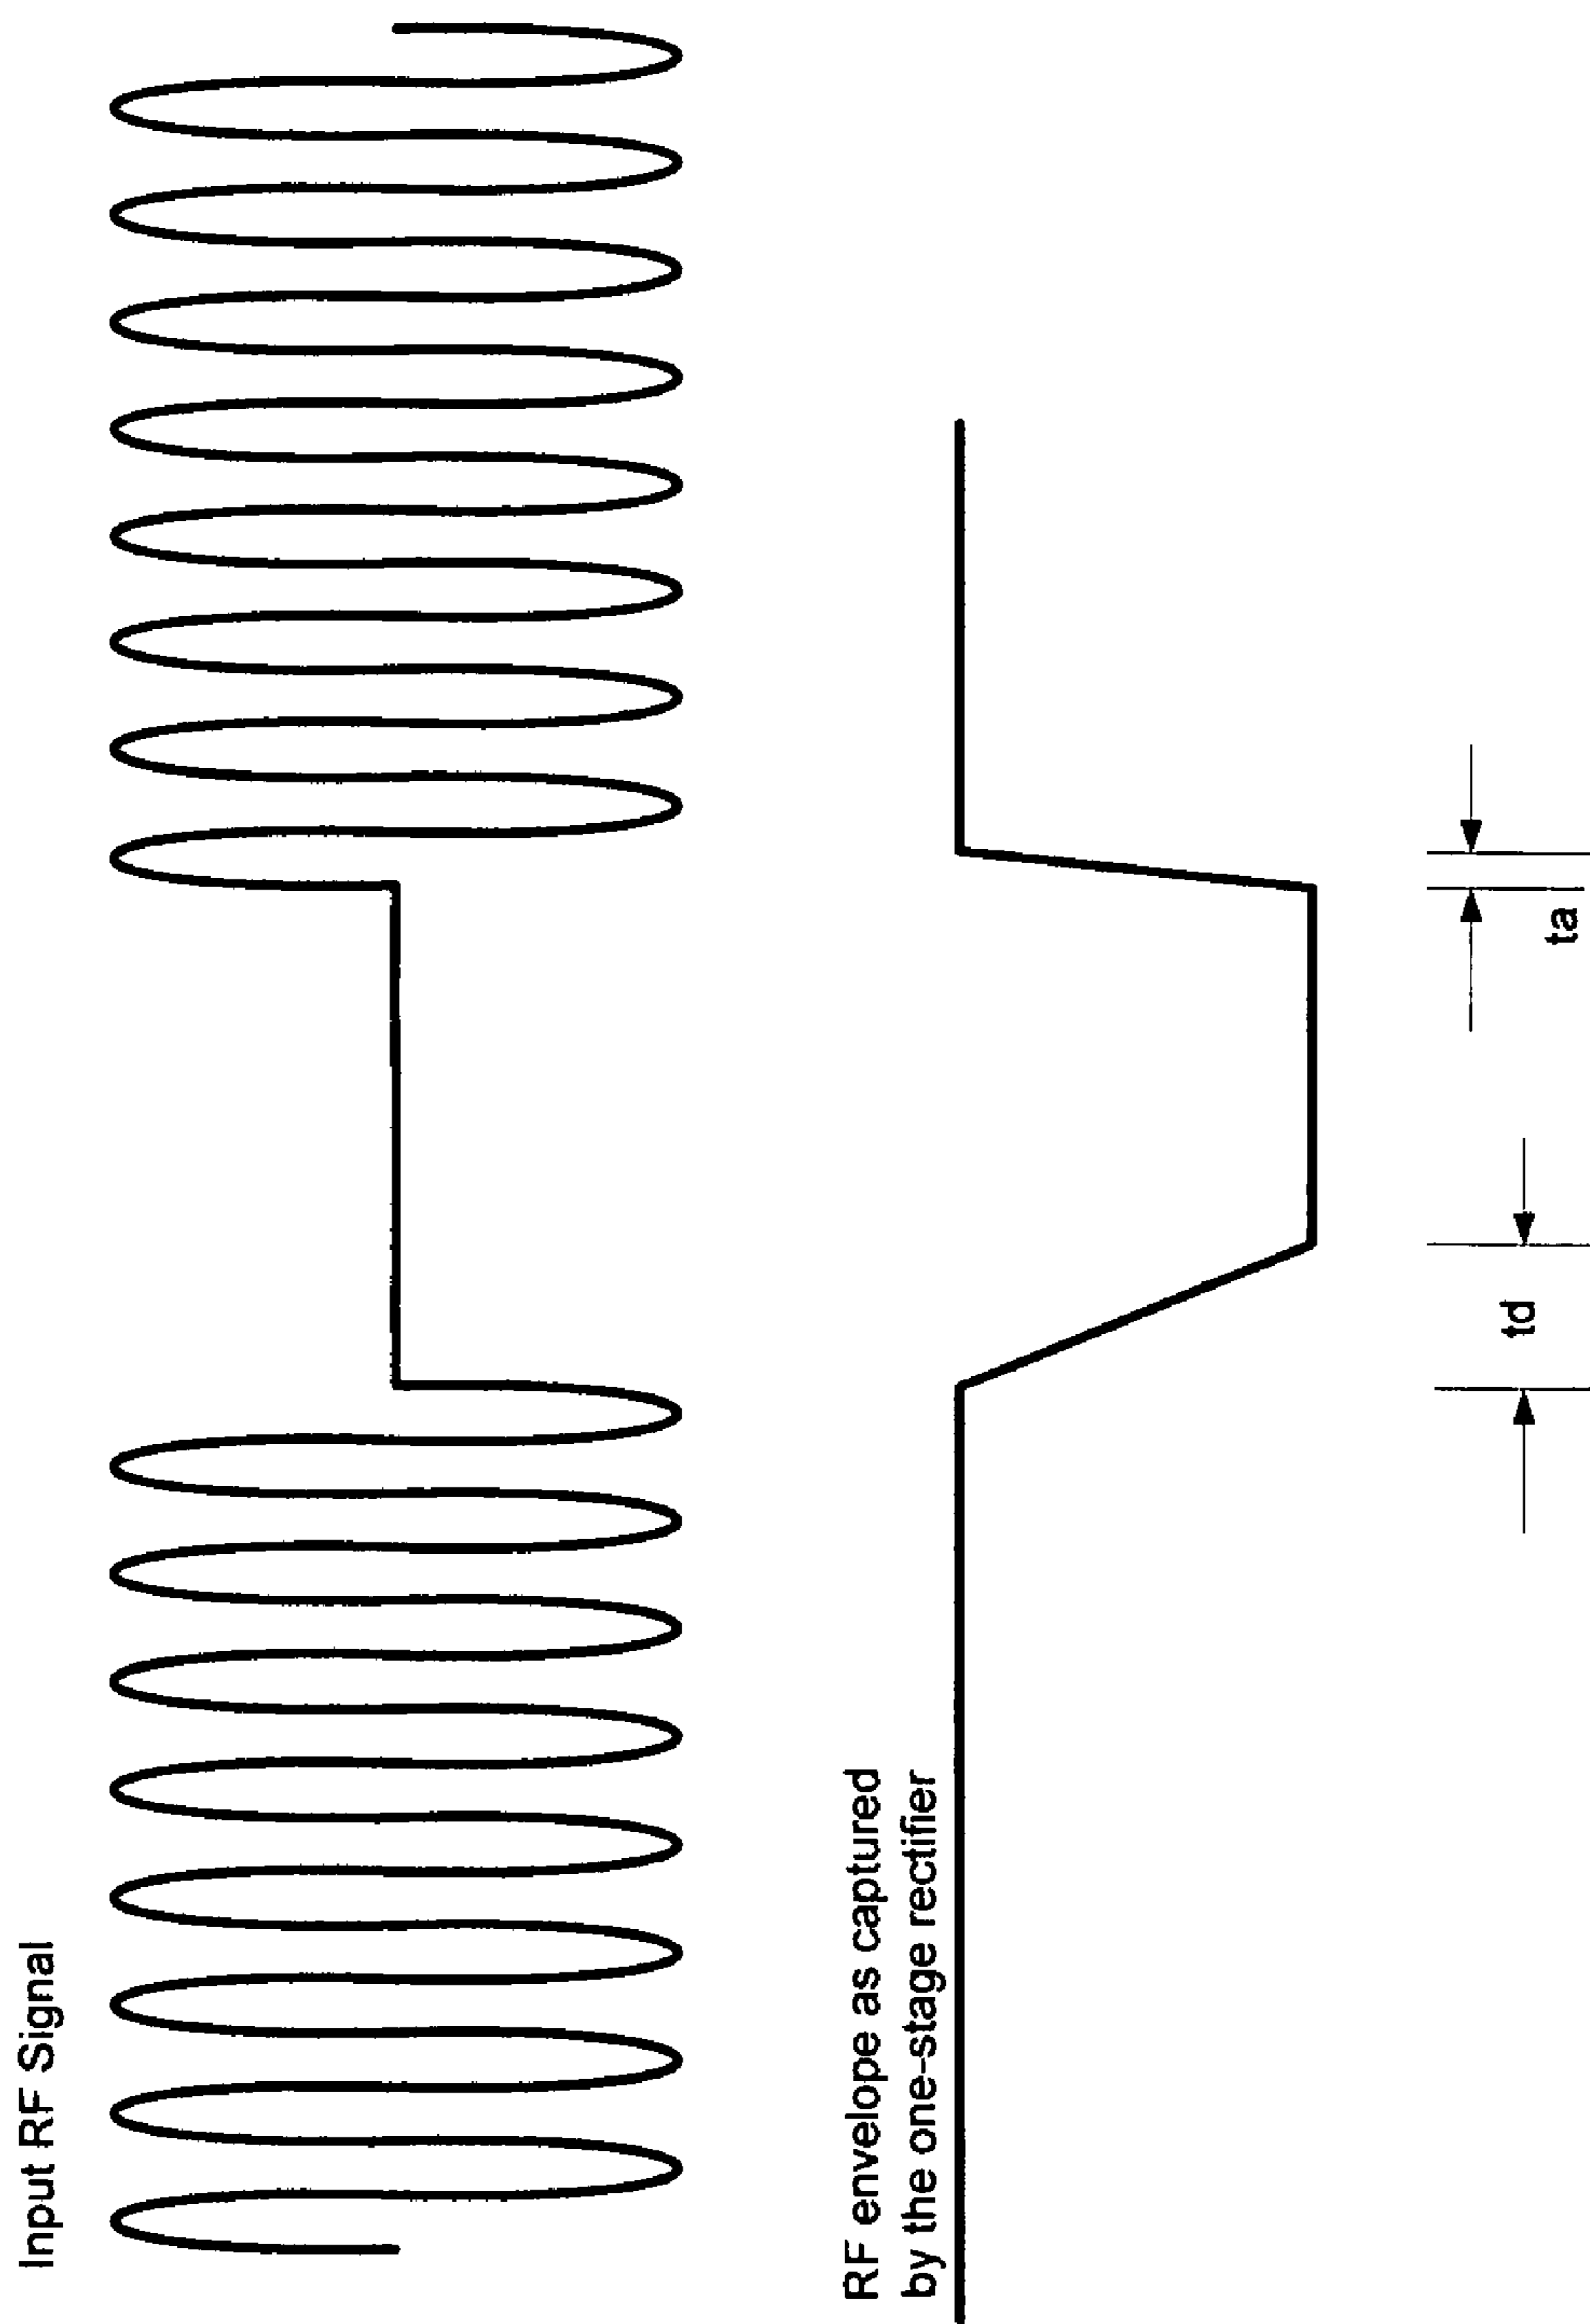 Input RF Signal
RF envelope as captured
by the one-stage rectifier
td
ta